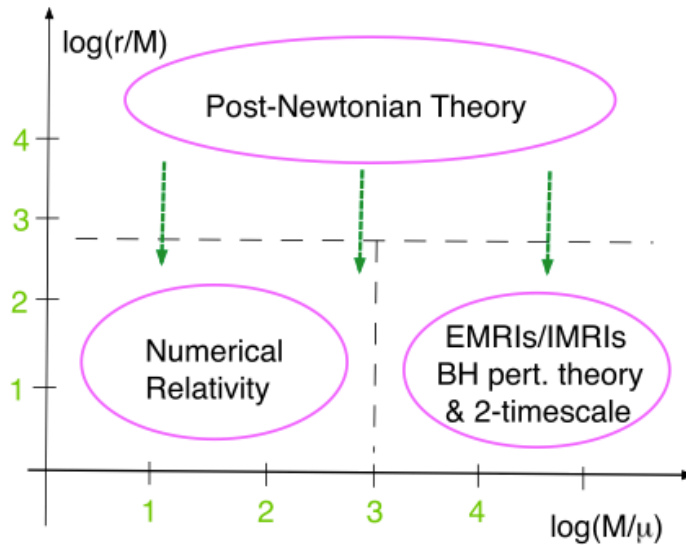 log(r/M)
Post-Newtonian Theory
4
3
2
1
Numerical
Relativity
EMRIs/IMRIs
BH pert. theory
& 2-timescale
1
2
3
4
log(M/μ)